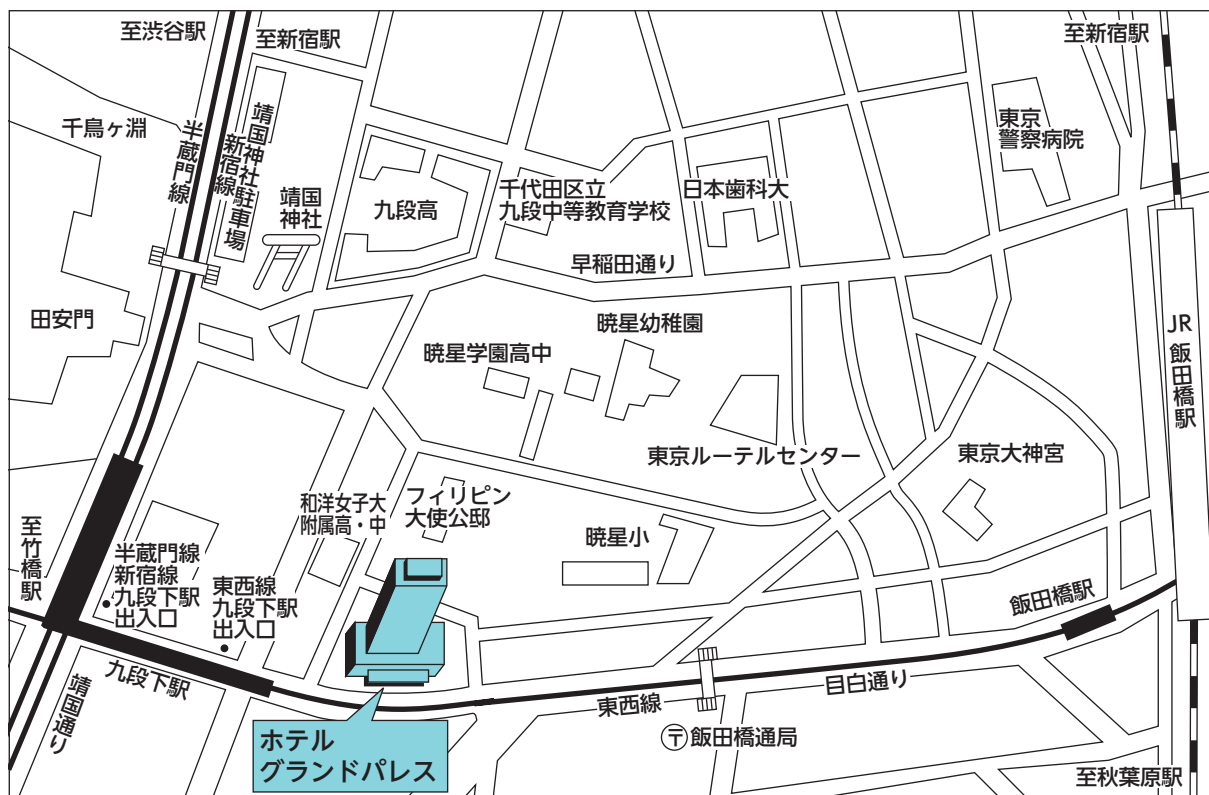 至渋谷駅
至新宿駅
至新宿駅
千鳥ヶ淵
半蔵門線
新宿線
靖国神社駐車場
靖国
神社
九段高
千代田区立
九段中等教育学校
日本歯科大
東京
警察病院
早稲田通り
田安門
暁星幼稚園
暁星学園高中
JR
飯田橋駅
東京ルーテルセンター
東京大神宮
和洋女子大
附属高・中
フィリピン
大使公邸
暁星小
至竹橋駅
半蔵門線
新宿線
九段下駅
出入口
東西線
九段下駅
出入口
飯田橋駅
九段下駅
靖国通り
東西線
目白通り
〒飯田橋通局
ホテル
グランドパレス
至秋葉原駅